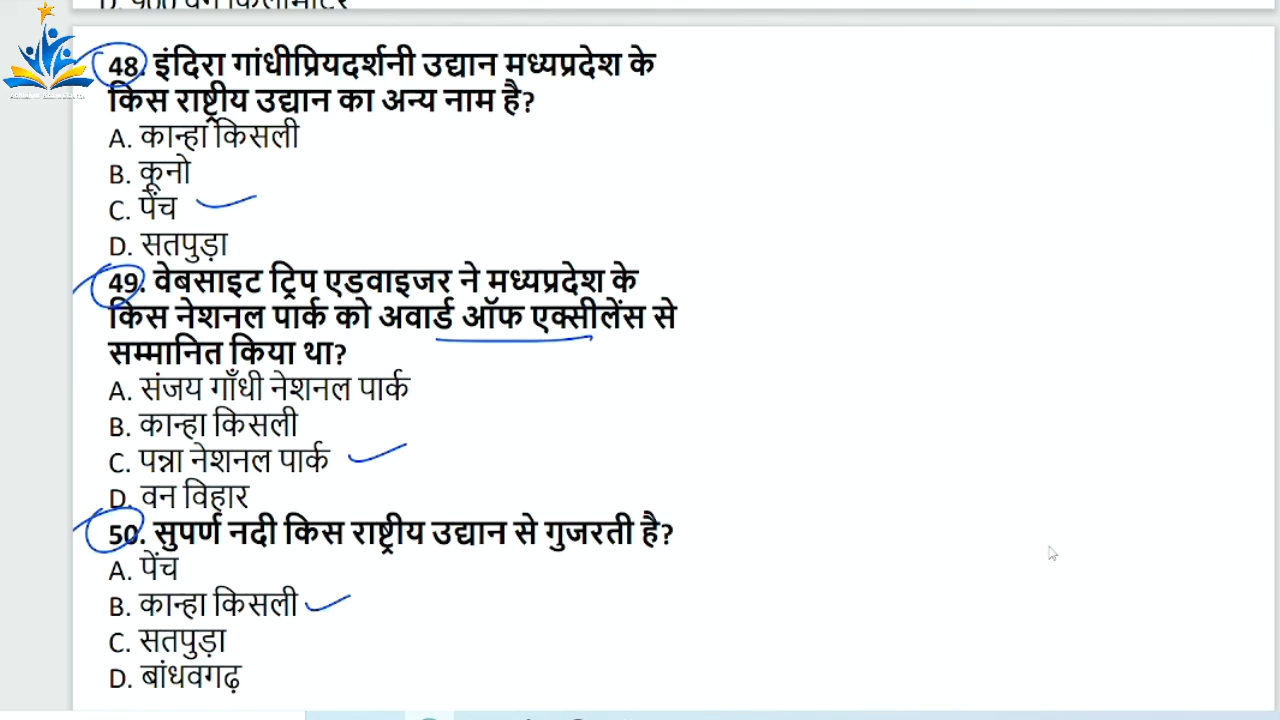 48. इंदिरा गांधीप्रियदर्शनी उद्यान मध्यप्रदेश के
किस राष्ट्रीय उद्यान का अन्य नाम है?
A. कान्हा किसली
B. कूनो
C. पेंच
D. सतपुड़ा
49. वेबसाइट ट्रिप एडवाइजर ने मध्यप्रदेश के
किस नेशनल पार्क को अवार्ड ऑफ एक्सीलेंस से
सम्मानित किया था?
A. संजय गाँधी नेशनल पार्क
B. कान्हा किसली
C. पन्ना नेशनल पार्क
D. वन विहार
50. सुपर्ण नदी किस राष्ट्रीय उद्यान से गुजरती है?
A. पेंच
B. कान्हा किसली
C. सतपुड़ा
D. बांधवगढ़